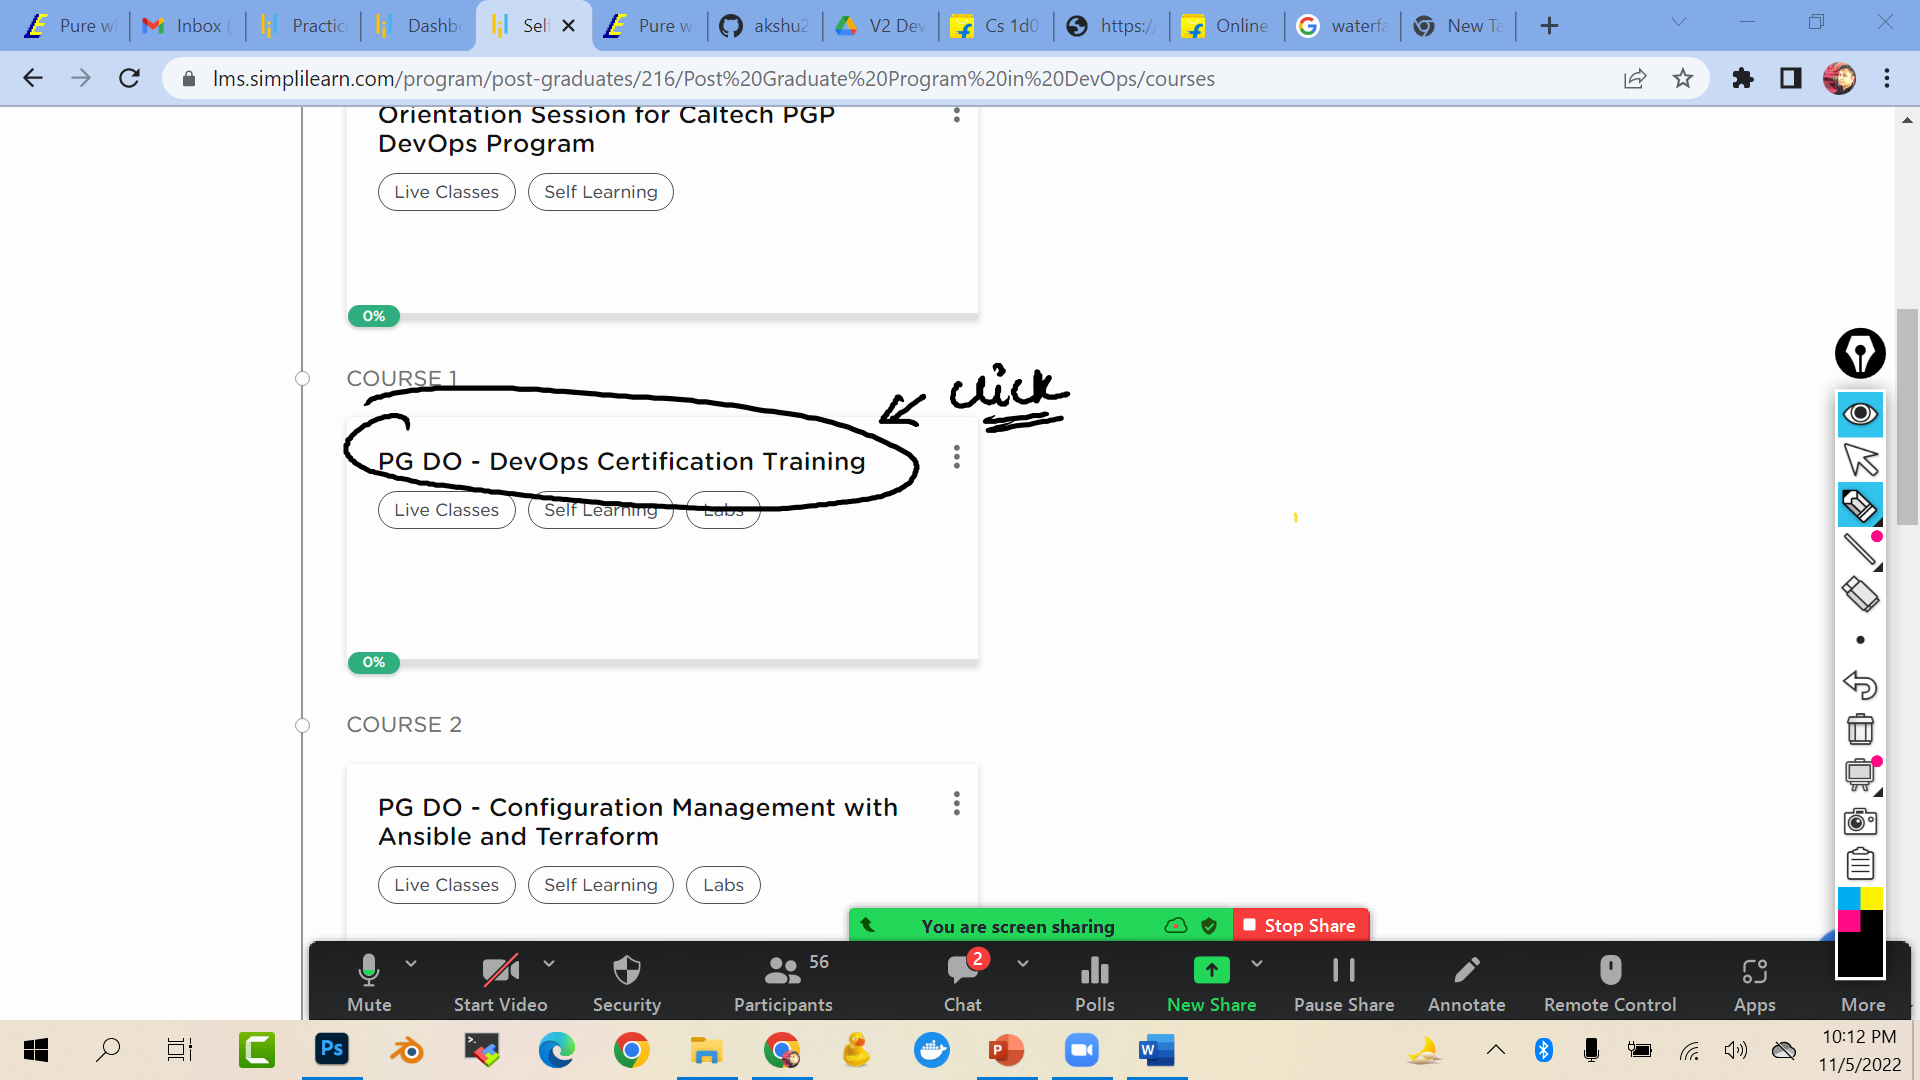 Pure w
Inbox (
Practic
Dashb
Self
Pure w
akshu2
V2 Dev
Cs 1d0
https:/
Online
waterfa
New Ta
lms.simplilearn.com/program/post-graduates/216/Post%20Graduate%20Program%20in%20DevOps/courses
Orientation Session for Caltech PGP
DevOps Program
Live Classes
Self Learning
0%
COURSE 1
click
PG DO - DevOps Certification Training
Live Classes
Self Learning
Labs
0%
COURSE 2
PG DO - Configuration Management with
Ansible and Terraform
Live Classes
Self Learning
Labs
You are screen sharing
Stop Share
56
2
Mute
Start Video
Security
Participants
Chat
Polls
New Share
Pause Share
Annotate
Remote Control
Apps
More
Ps
P
W
10:12 PM
11/5/2022